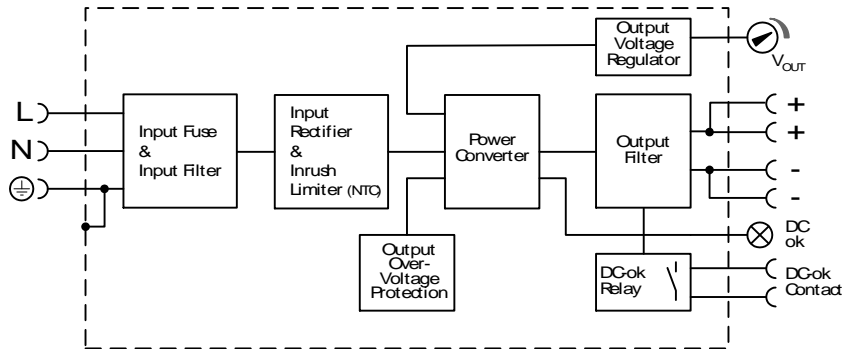 Output
Voltage
Regulator
VOUT
L
N
Input Fuse
&
Input Filter
Input
Rectifier
&
Inrush
Limiter (NTC)
Power
Converter
Output
Filter
+
+
-
-
DC
ok
Output
Over-
Voltage
Protection
DC-ok
Relay
DC-ok
Contact